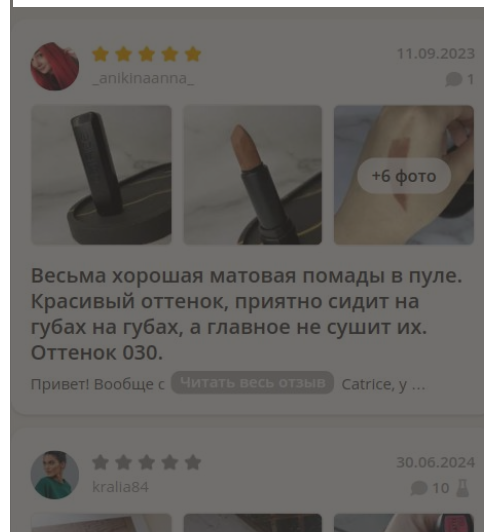 11.09.2023
_anikinaanna_
1
+6 фото
Весьма хорошая матовая помады в пуле.
Красивый оттенок, приятно сидит на
губах на губах, а главное не сушит их.
Оттенок 030.
Привет! Вообще с Читать весь отзыв Catrice, у ...
30.06.2024
kralia84
10